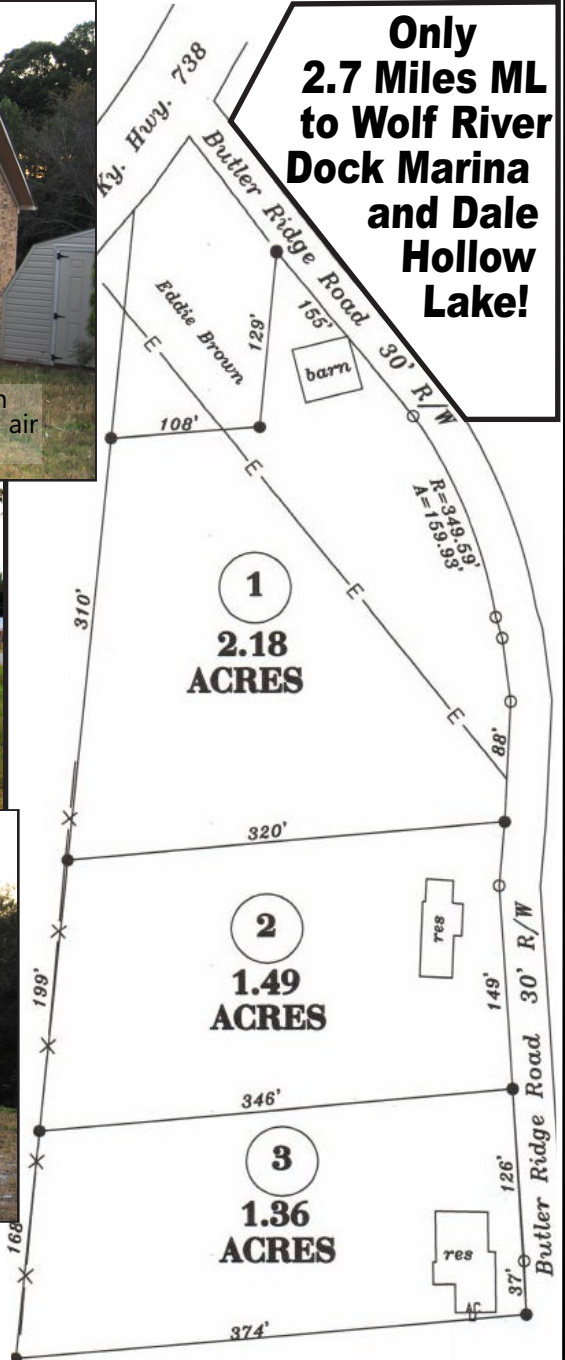 Only
2.7 Miles ML
to Wolf River
Dock Marina
and Dale
Hollow
Lake!
Ky. Hwy. 738
Butler Ridge Road 30' R/W
Eddie Brown
129'
155'
barn
108'
air
E
E
E
E
R=349.59'
A=159.93'
310'
1
2.18
ACRES
88'
320'
2
1.49
ACRES
res
199'
149'
Butler Ridge Road 30' R/W
346'
3
1.36
ACRES
126'
168
res
37'
AC
374'